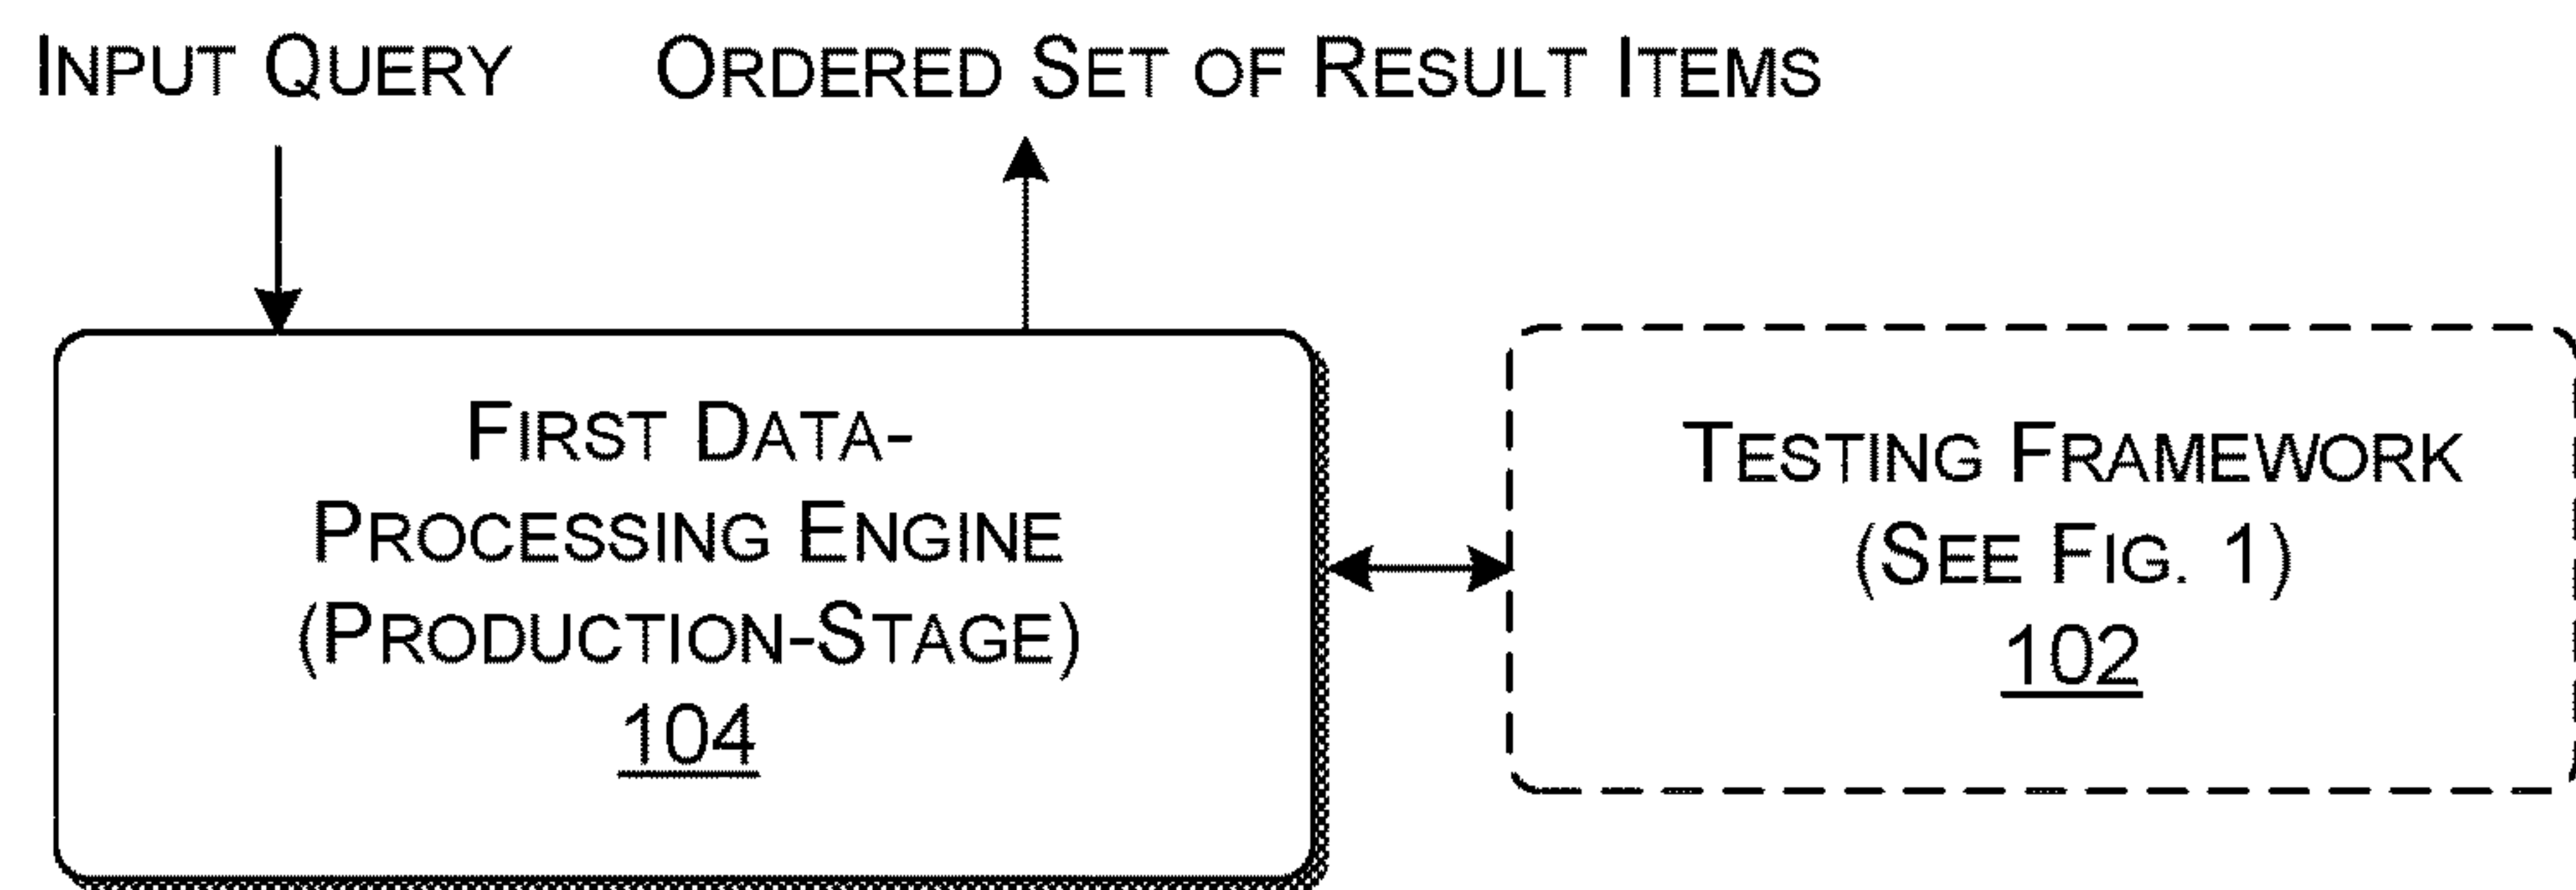 INPUT QUERY
ORDERED SET OF RESULT ITEMS
FIRST DATA-
PROCESSING ENGINE
(PRODUCTION-STAGE)
104
TESTING FRAMEWORK
(SEE FIG. 1)
102